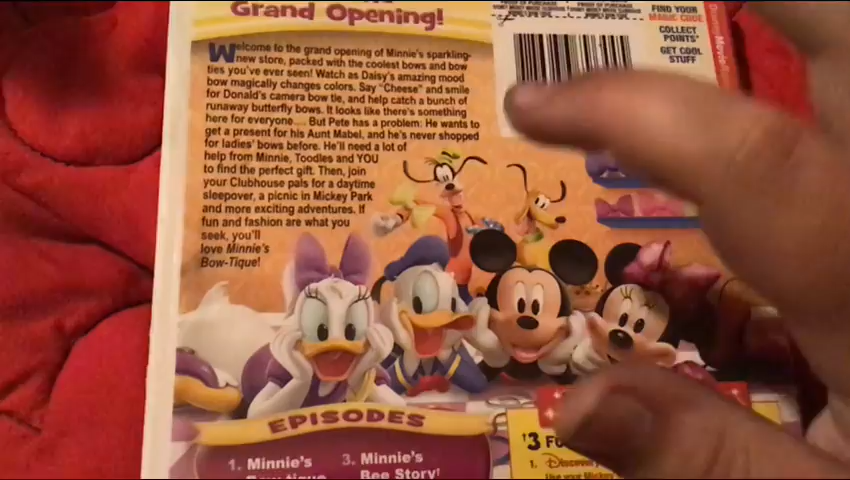 Grand Opening!
Welcome to the grand opening of Minnie's sparkling-
new store, packed with the coolest bows and bow
ties you've ever seen! Watch as Daisy's amazing mood
bow magically changes colors. Say "Cheese" and smile
for Donald's camera bow tie, and help catch a bunch of
runaway butterfly bows. It looks like there's something
here for everyone.... But Pete has a problem: He wants to
get a present for his Aunt Mabel, and he's never shopped
for ladies' bows before. He'll need a lot of
help from Minnie, Toodles and YOU
to find the perfect gift. Then, join
your Clubhouse pals for a daytime
sleepover, a picnic in Mickey Park
and more exciting adventures. If
fun and fashion are what you
seek, you'll
love Minnie's
Bow-Tique!
FIND YOUR
MAGIC CODE
COLLECT
POINTS*
GET COOL
STUFF
EPISODES
1. Minnie's
Bow-tique
3. Minnie's
Bee Story†
$3
1. Disney
Use your Mickey